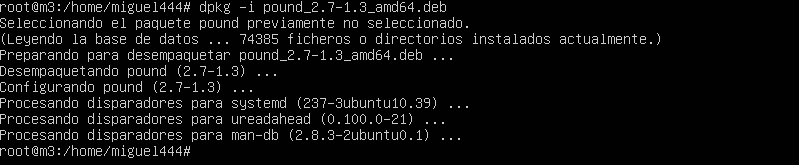 root@m3:/home/miguel444# dpkg -i pound_2.7-1.3_amd64.deb
Seleccionando el paquete pound previamente no seleccionado.
(Leyendo la base de datos ... 74385 ficheros o directorios instalados actualmente.)
Preparando para desempaquetar pound_2.7-1.3_amd64.deb ...
Desempaquetando pound (2.7-1.3) ...
Configurando pound (2.7-1.3) ...
Procesando disparadores para systemd (237-3ubuntu10.39) ...
Procesando disparadores para ureadahead (0.100.0-21) ...
Procesando disparadores para man-db (2.8.3-2ubuntu0.1) ...
root@m3:/home/miguel444#